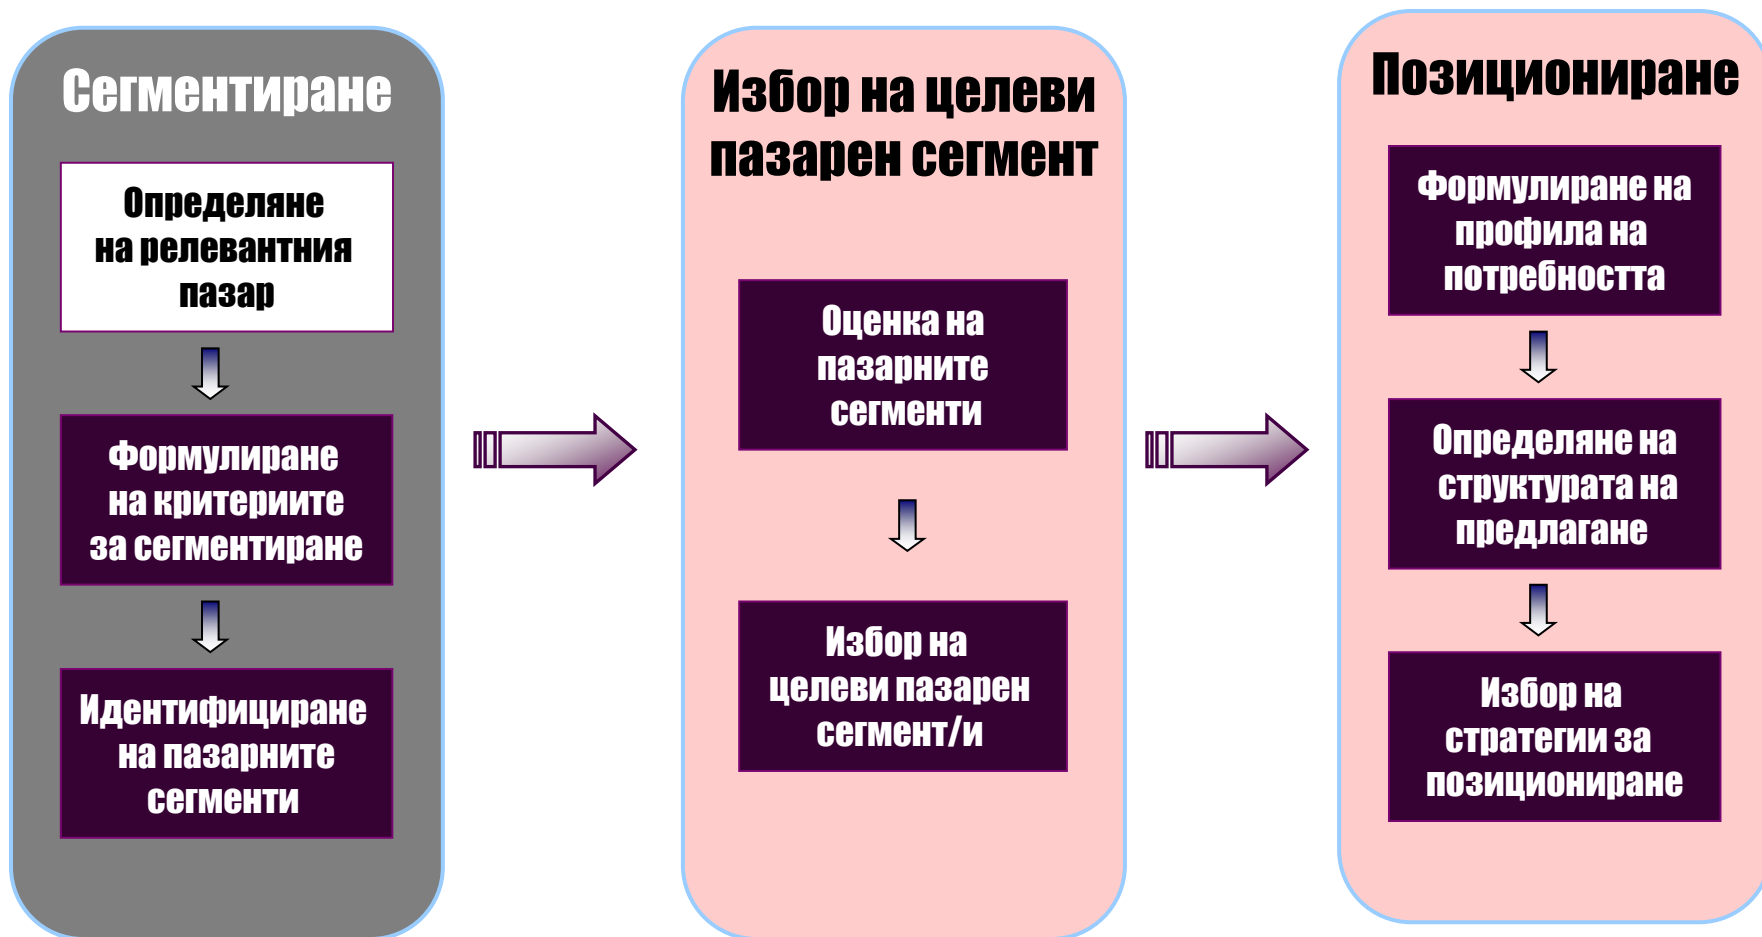 Сегментиране
Определяне
на релевантния
пазар
Формулиране
на критериите
за сегментиране
Идентифициране
на пазарните
сегменти
Избор на целеви
пазарен сегмент
Оценка на
пазарните
сегменти
Избор на
целеви пазарен
сегмент/и
Позициониране
Формулиране на
профила на
потребността
Определяне на
структурата на
предлагане
Избор на
стратегии за
позициониране